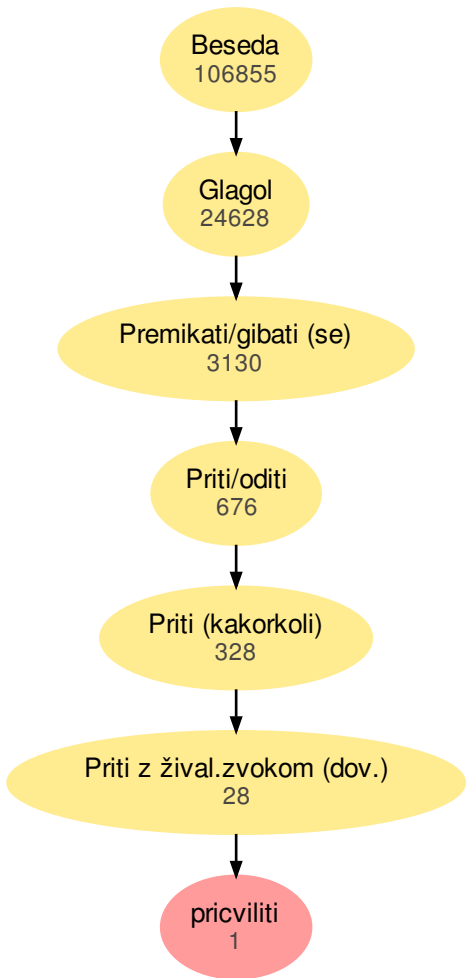 Beseda
106855
Glagol
24628
Premikati/gibati (se)
3130
Priti/oditi
676
Priti (kakorkoli)
328
Priti z žival.zvokom (dov.)
28
pricviliti
1